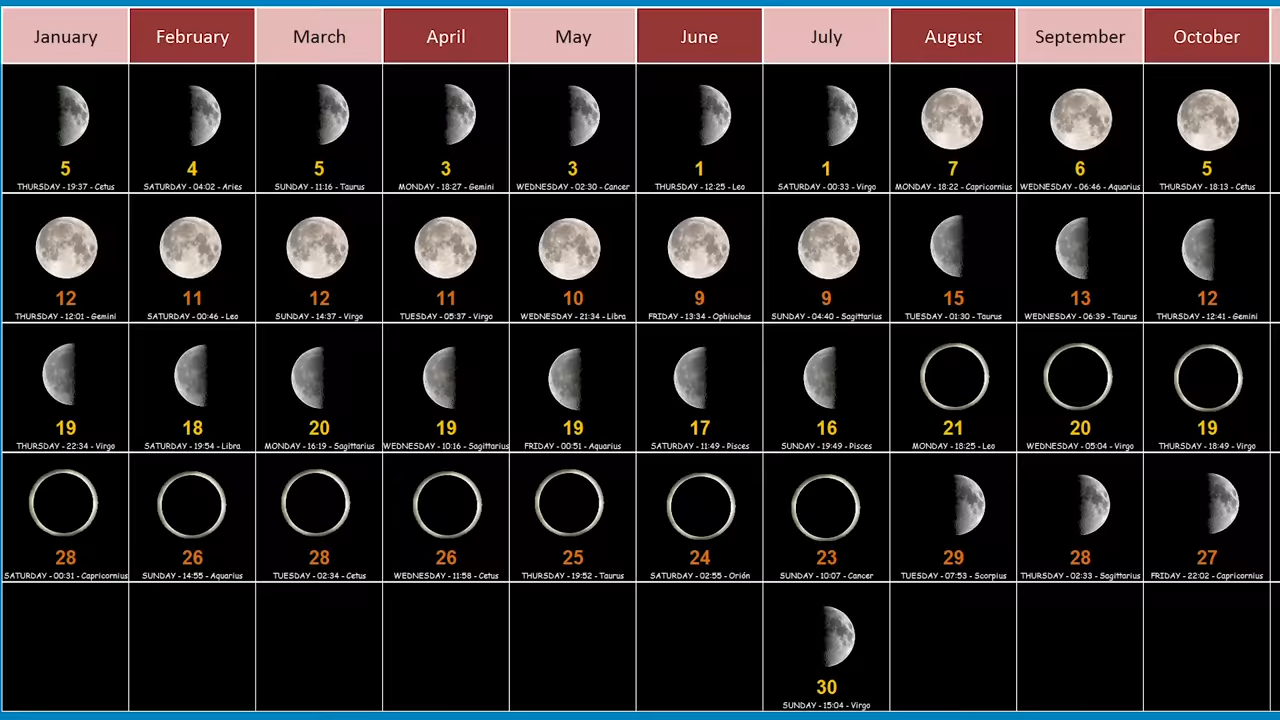 January February March April May June July August September October
5 4 5 3 3 1 1 7 6 5
THURSDAY - 19:37 - Cetus SATURDAY - 04:02 - Aries SUNDAY - 11:16 - Taurus MONDAY - 18:27 - Gemini WEDNESDAY - 02:30 - Cancer THURSDAY - 12:25 - Leo SATURDAY - 00:33 - Virgo MONDAY - 18:22 - Capricornius WEDNESDAY - 06:46 - Aquarius THURSDAY - 18:13 - Cetus
12 11 12 11 10 9 9 15 13 12
THURSDAY - 12:01 - Gemini SATURDAY - 00:46 - Leo SUNDAY - 14:37 - Virgo TUESDAY - 05:37 - Virgo WEDNESDAY - 21:34 - Libra FRIDAY - 13:34 - Ophiuchus SUNDAY - 04:40 - Sagittarius TUESDAY - 01:30 - Taurus WEDNESDAY - 06:39 - Taurus THURSDAY - 12:41 - Gemini
19 18 20 19 19 17 16 21 20 19
THURSDAY - 22:34 - Virgo SATURDAY - 19:54 - Libra MONDAY - 16:19 - Sagittarius WEDNESDAY - 10:16 - Sagittarius FRIDAY - 00:51 - Aquarius SATURDAY - 11:49 - Pisces SUNDAY - 19:49 - Pisces MONDAY - 18:25 - Leo WEDNESDAY - 05:04 - Virgo THURSDAY - 18:49 - Virgo
28 26 28 26 25 24 23 29 28 27
SATURDAY - 00:31 - Capricornius SUNDAY - 14:55 - Aquarius TUESDAY - 02:34 - Cetus WEDNESDAY - 11:58 - Cetus THURSDAY - 19:52 - Taurus SATURDAY - 02:55 - Orión SUNDAY - 10:07 - Cancer TUESDAY - 07:53 - Scorpius THURSDAY - 02:33 - Sagittarius FRIDAY - 22:02 - Capricornius
30
SUNDAY - 15:04 - Virgo